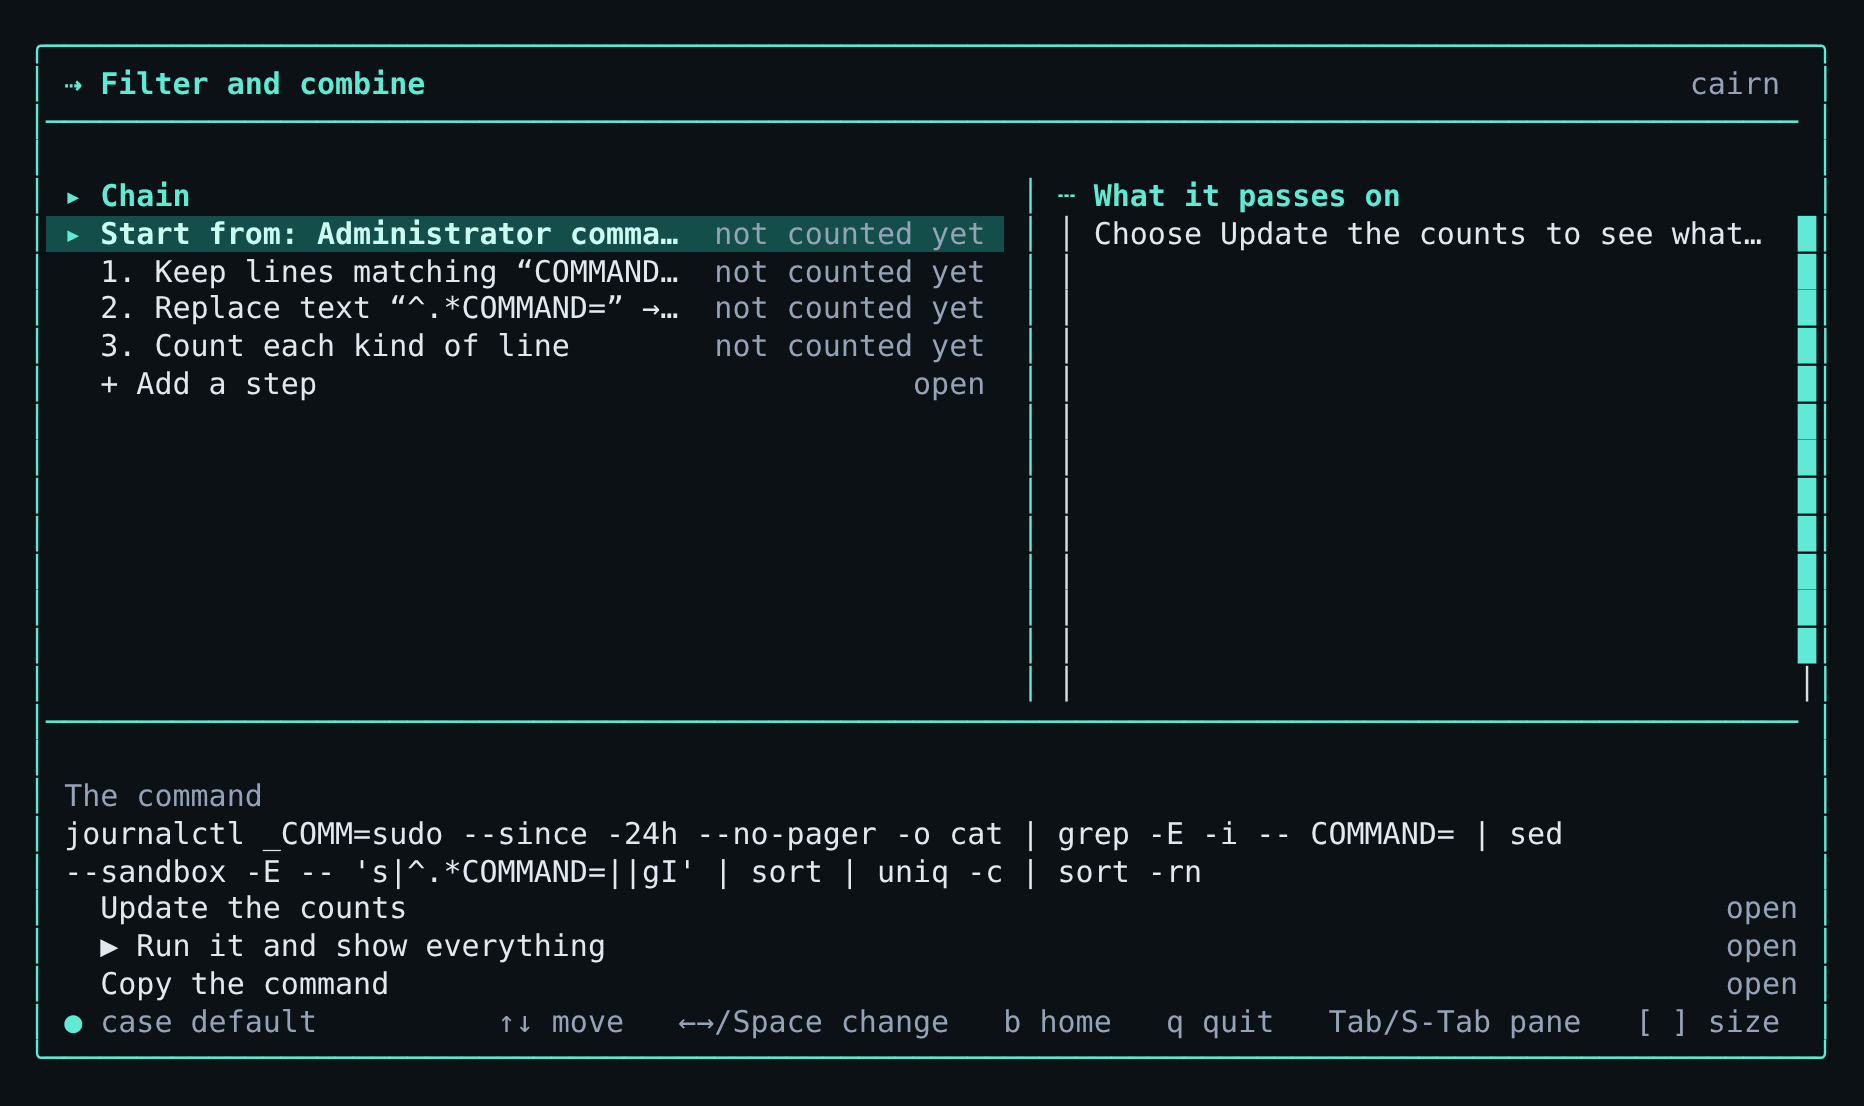 ⇢ Filter and combine cairn
▸ Chain ┄ What it passes on
▸ Start from: Administrator comma… not counted yet Choose Update the counts to see what…
1. Keep lines matching “COMMAND… not counted yet
2. Replace text “^.*COMMAND=” →… not counted yet
3. Count each kind of line not counted yet
+ Add a step open
The command
journalctl _COMM=sudo --since -24h --no-pager -o cat | grep -E -i -- COMMAND= | sed
--sandbox -E -- 's|^.*COMMAND=||gI' | sort | uniq -c | sort -rn
Update the counts open
▶ Run it and show everything open
Copy the command open
● case default ↑↓ move ←→/Space change b home q quit Tab/S-Tab pane [ ] size